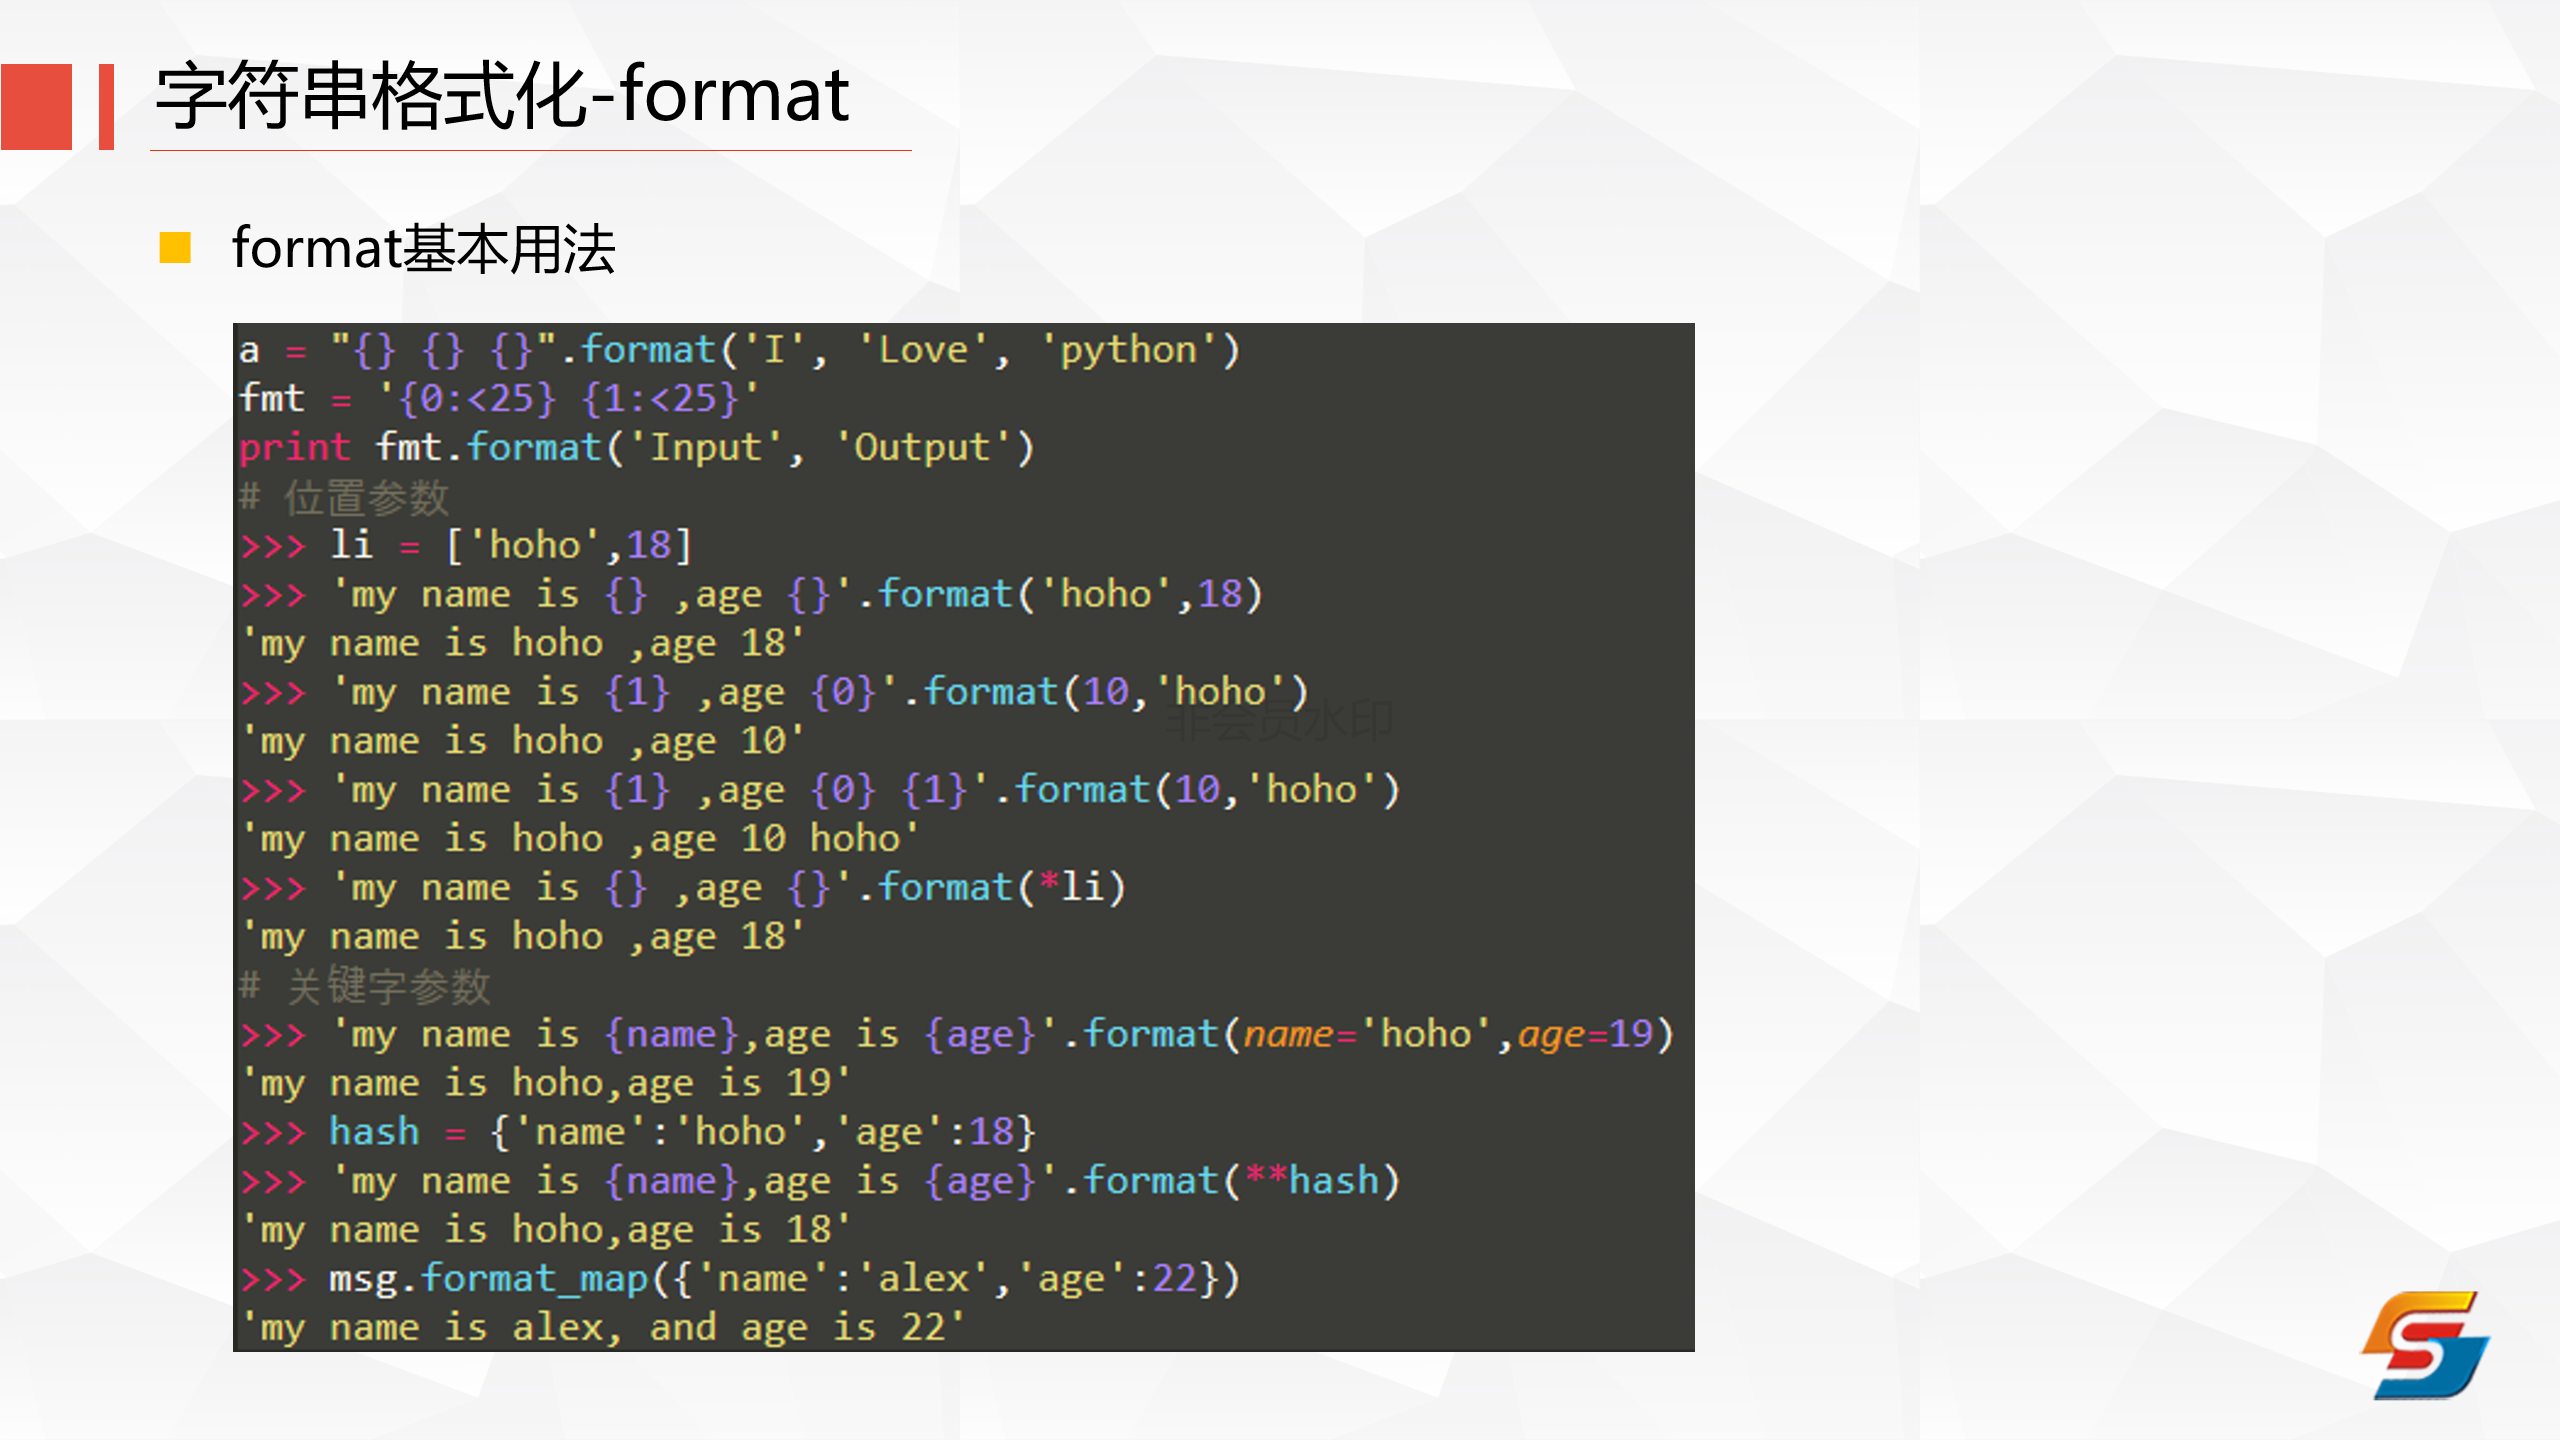 字符串格式化-format
format基本用法
a = "{} {} {}".format('I', 'Love', 'python')
fmt = '{0:<25} {1:<25}'
print fmt.format('Input', 'Output')
# 位置参数
>>> li = ['hoho',18]
>>> 'my name is {} ,age {}'.format('hoho',18)
'my name is hoho ,age 18'
>>> 'my name is {1} ,age {0}'.format(10,'hoho')
非会员水印
'my name is hoho ,age 10'
>>> 'my name is {1} ,age {0} {1}'.format(10,'hoho')
'my name is hoho ,age 10 hoho'
>>> 'my name is {} ,age {}'.format(*li)
'my name is hoho ,age 18'
# 关键字参数
>>> 'my name is {name},age is {age}'.format(name='hoho',age=19)
'my name is hoho,age is 19'
>>> hash = {'name':'hoho','age':18}
>>> 'my name is {name},age is {age}'.format(**hash)
'my name is hoho,age is 18'
>>> msg.format_map({'name':'alex','age':22})
'my name is alex, and age is 22'